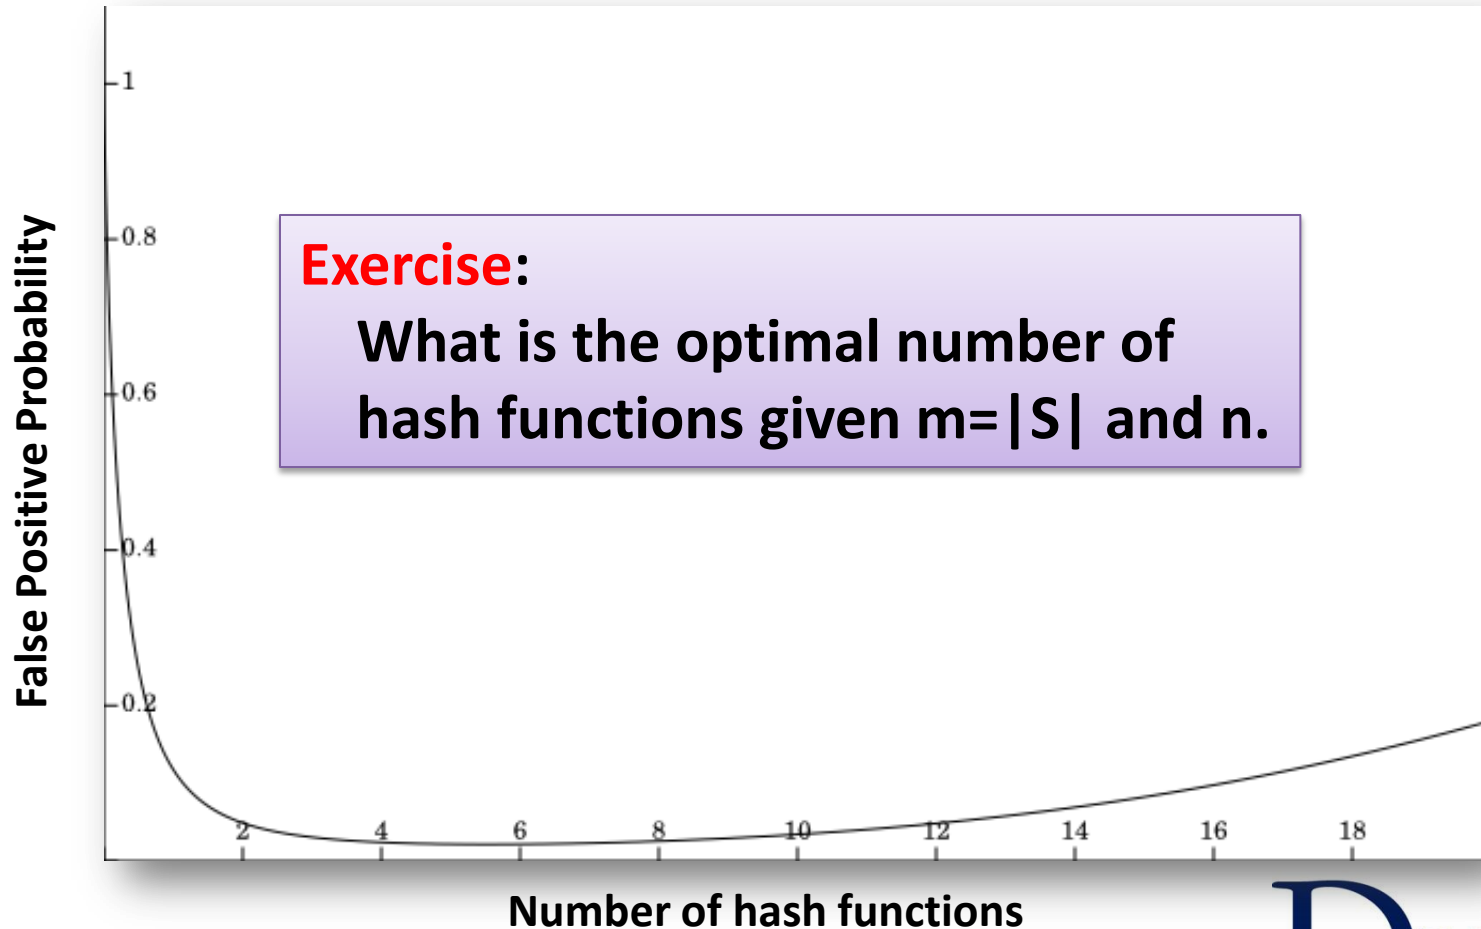 1
0.8
Exercise:
What is the optimal number of
hash functions given m=|S| and n.
0.6
0.4
0.2
False Positive Probability
2 4 6 8 10 12 14 16 18
Number of hash functions